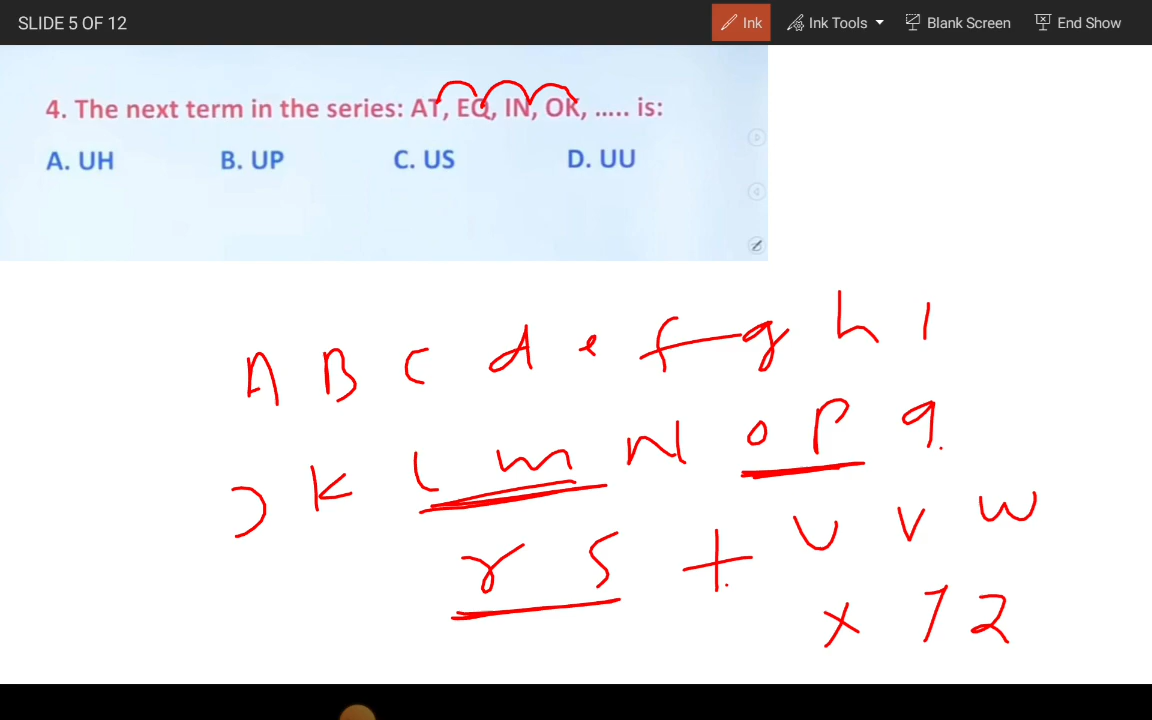 SLIDE 5 OF 12 Ink Ink Tools Blank Screen End Show
4. The next term in the series: AT, EQ, IN, OK, ..... is:
A. UH B. UP C. US D. UU
A B C d e f g h I
J K l m N O P q
r s t U V W
x y z